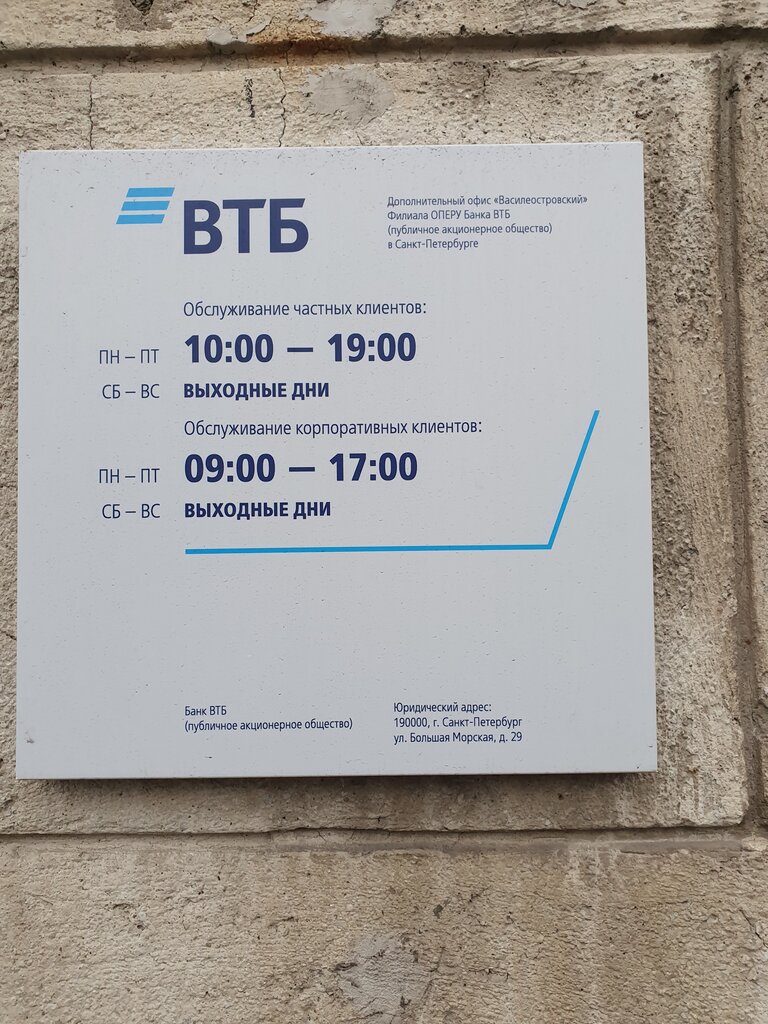 ВТБ
Дополнительный офис «Василеостровский»
Филиала ОПЕРУ Банка ВТБ
(публичное акционерное общество)
в Санкт-Петербурге
Обслуживание частных клиентов:
ПН – ПТ 10:00 — 19:00
СБ – ВС ВЫХОДНЫЕ ДНИ
Обслуживание корпоративных клиентов:
ПН – ПТ 09:00 — 17:00
СБ – ВС ВЫХОДНЫЕ ДНИ
Банк ВТБ
(публичное акционерное общество)
Юридический адрес:
190000, г. Санкт-Петербург
ул. Большая Морская, д. 29